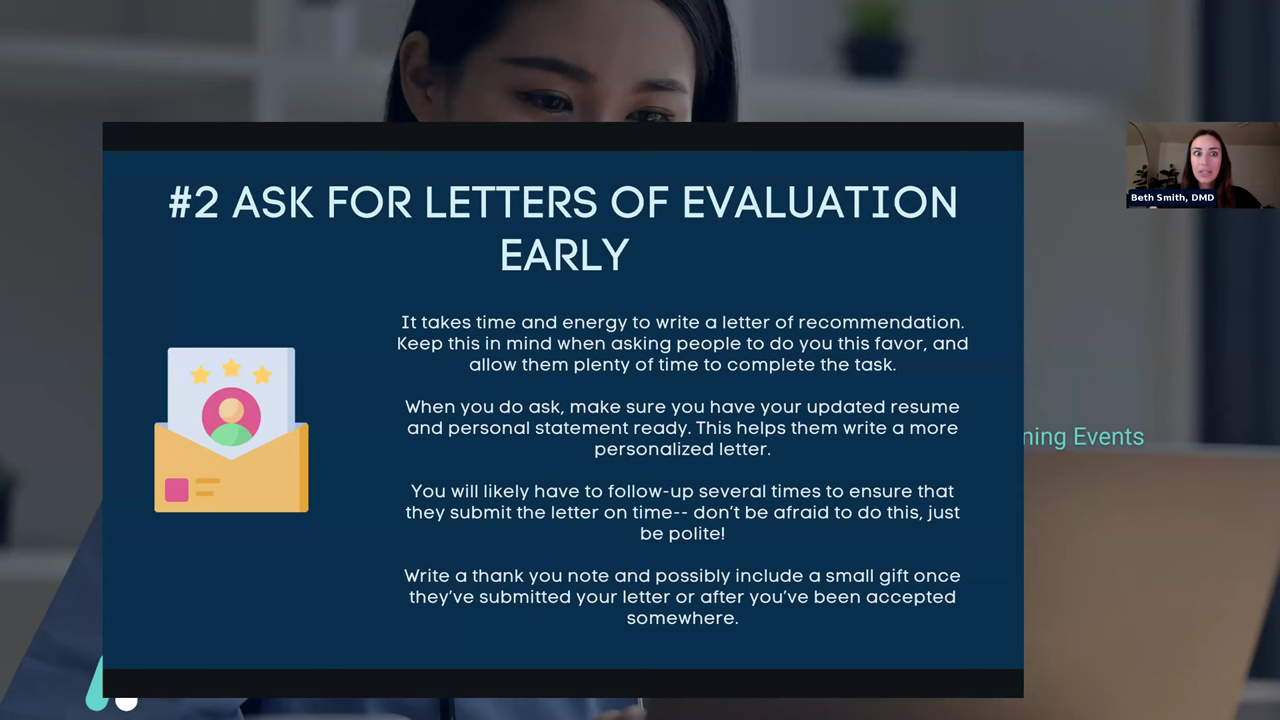 #2 ASK FOR LETTERS OF EVALUATION
EARLY
It takes time and energy to write a letter of recommendation.
Keep this in mind when asking people to do you this favor, and
allow them plenty of time to complete the task.
When you do ask, make sure you have your updated resume
and personal statement ready. This helps them write a more
personalized letter.
You will likely have to follow-up several times to ensure that
they submit the letter on time-- don't be afraid to do this, just
be polite!
Write a thank you note and possibly include a small gift once
they've submitted your letter or after you've been accepted
somewhere.
Beth Smith, DMD
Events